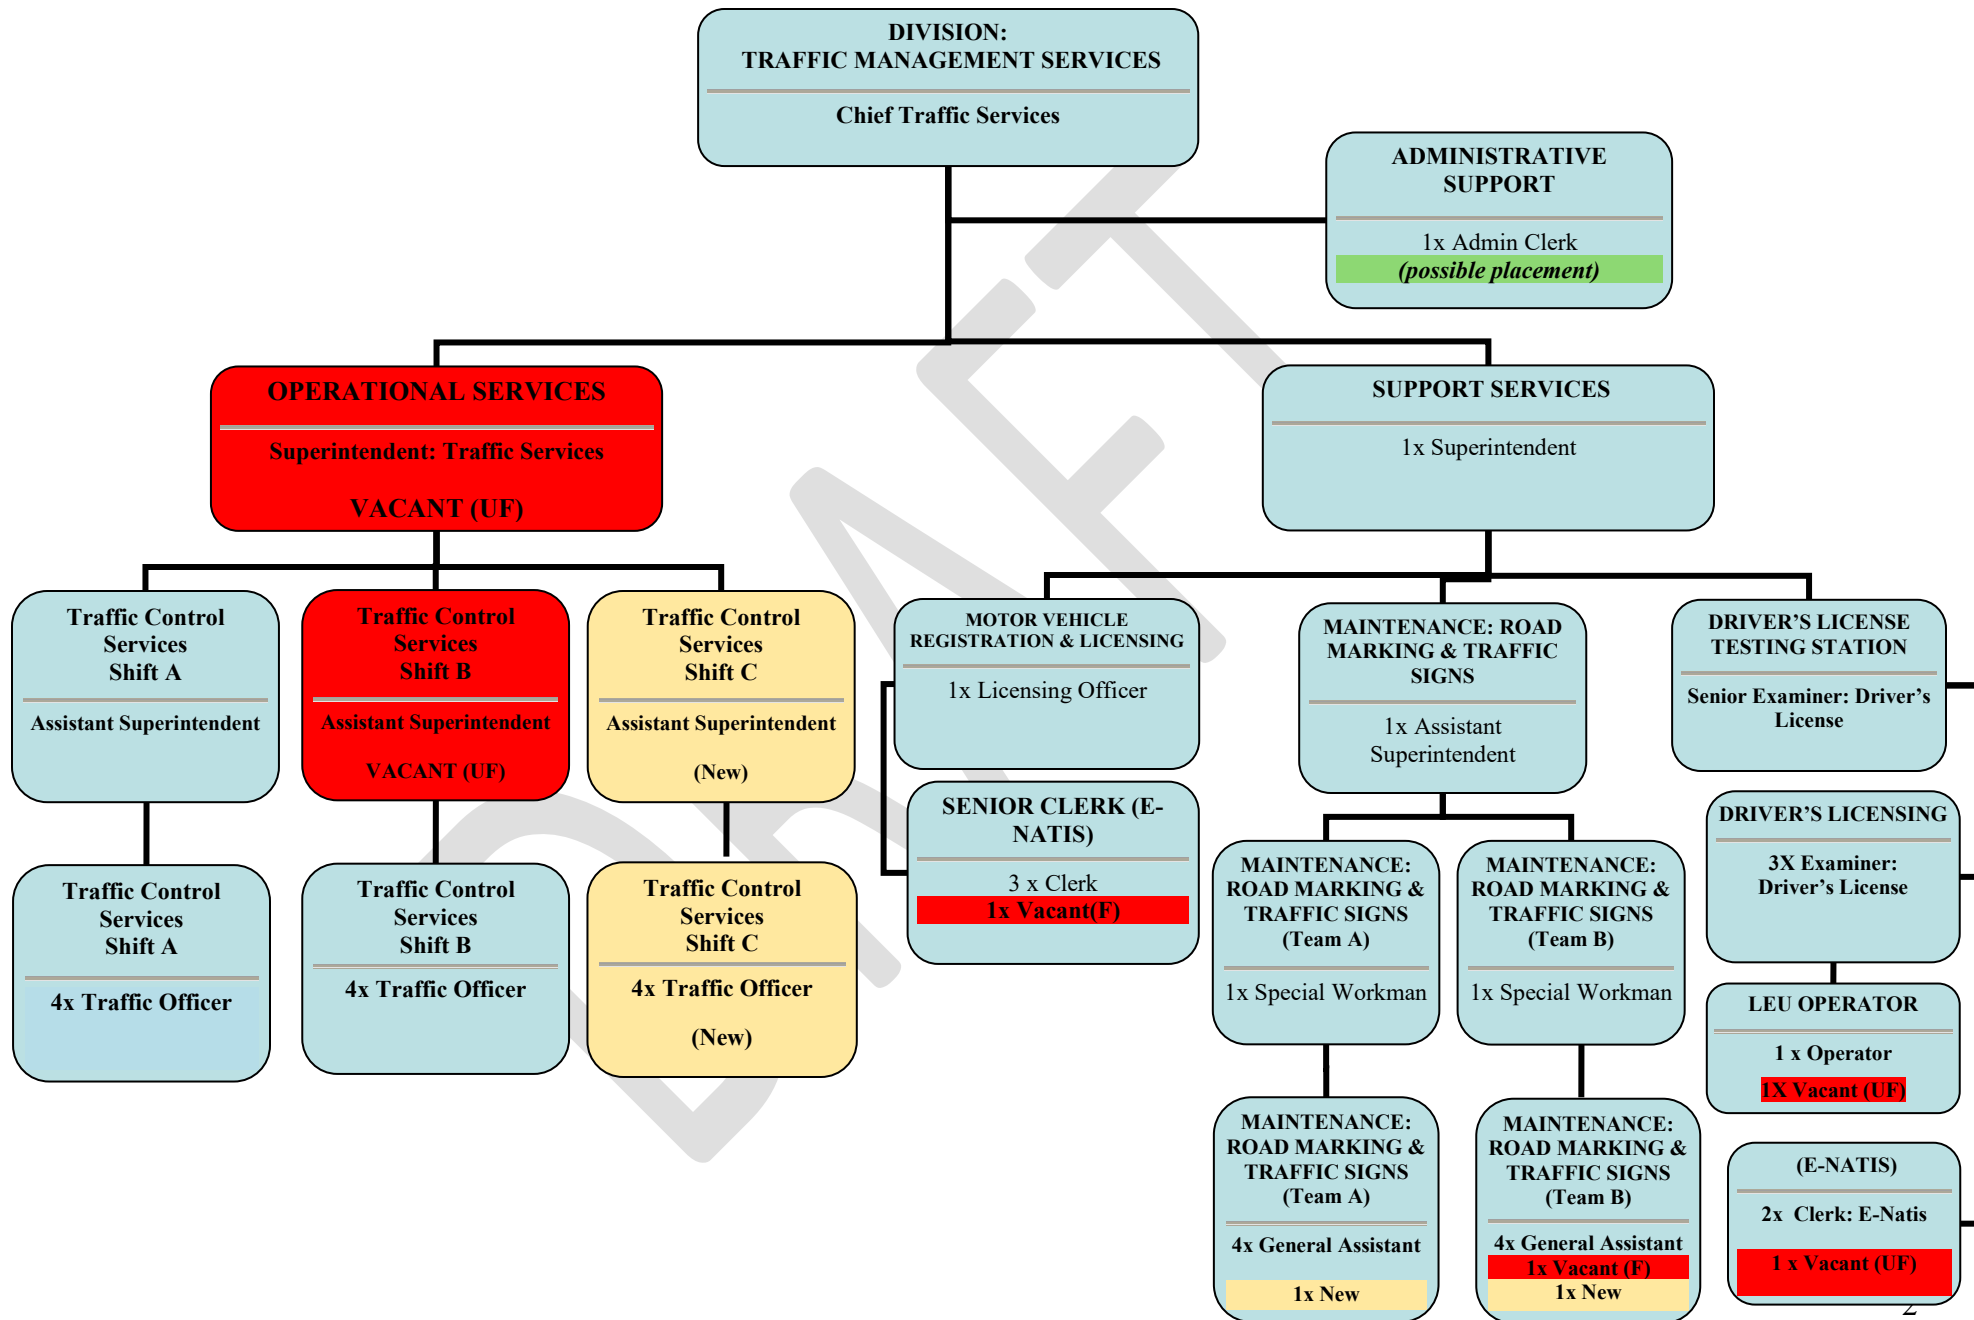 DIVISION:
TRAFFIC MANAGEMENT SERVICES
Chief Traffic Services
ADMINISTRATIVE
SUPPORT
1x Admin Clerk
(possible placement)
OPERATIONAL SERVICES
Superintendent: Traffic Services
VACANT (UF)
SUPPORT SERVICES
1x Superintendent
Traffic Control
Services
Shift A
Assistant Superintendent
Traffic Control
Services
Shift B
Assistant Superintendent
VACANT (UF)
Traffic Control
Services
Shift C
Assistant Superintendent
(New)
MOTOR VEHICLE
REGISTRATION & LICENSING
1x Licensing Officer
MAINTENANCE: ROAD
MARKING & TRAFFIC
SIGNS
1x Assistant
Superintendent
DRIVER'S LICENSE
TESTING STATION
Senior Examiner: Driver's
License
SENIOR CLERK (E-
NATIS)
3 x Clerk
1x Vacant(F)
DRIVER'S LICENSING
3X Examiner:
Driver's License
Traffic Control
Services
Shift A
4x Traffic Officer
Traffic Control
Services
Shift B
4x Traffic Officer
Traffic Control
Services
Shift C
4x Traffic Officer
(New)
MAINTENANCE:
ROAD MARKING &
TRAFFIC SIGNS
(Team A)
1x Special Workman
MAINTENANCE:
ROAD MARKING &
TRAFFIC SIGNS
(Team B)
1x Special Workman
LEU OPERATOR
1 x Operator
1X Vacant (UF)
MAINTENANCE:
ROAD MARKING &
TRAFFIC SIGNS
(Team A)
4x General Assistant
1x New
MAINTENANCE:
ROAD MARKING &
TRAFFIC SIGNS
(Team B)
4x General Assistant
1x Vacant (F)
1x New
(E-NATIS)
2x Clerk: E-Natis
1 x Vacant (UF)
2
DRAFT